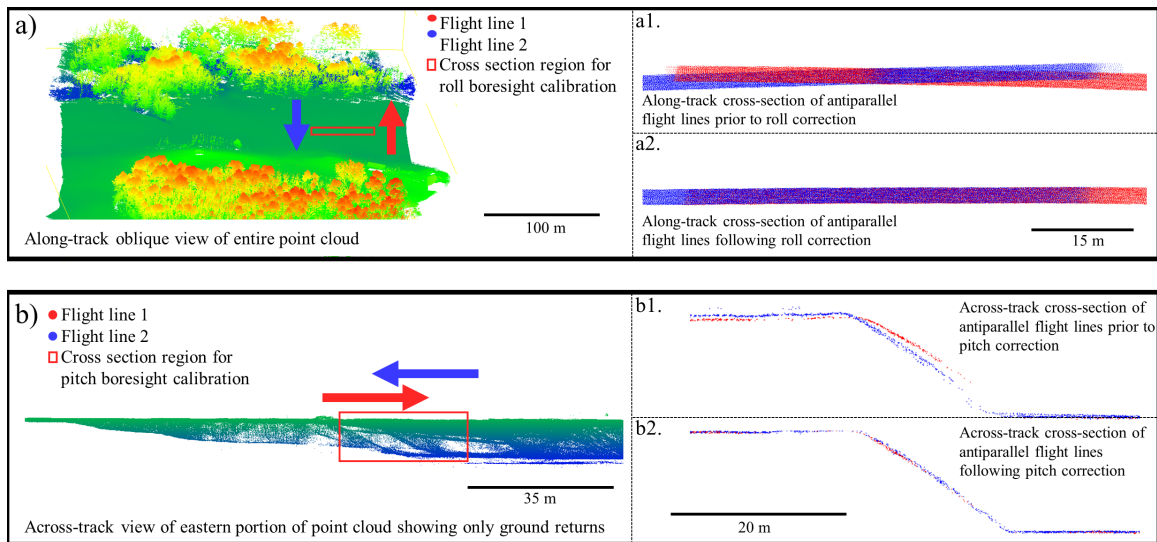 a)
Flight line 1
Flight line 2
Cross section region for
roll boresight calibration
100 m
Along-track oblique view of entire point cloud
a1.
Along-track cross-section of antiparallel
flight lines prior to roll correction
a2.
Along-track cross-section of antiparallel
flight lines following roll correction
15 m
b)
Flight line 1
Flight line 2
Cross section region for
pitch boresight calibration
35 m
Across-track view of eastern portion of point cloud showing only ground returns
b1.
Across-track cross-section of
antiparallel flight lines prior to
pitch correction
b2.
Across-track cross-section of
antiparallel flight lines
following pitch correction
20 m